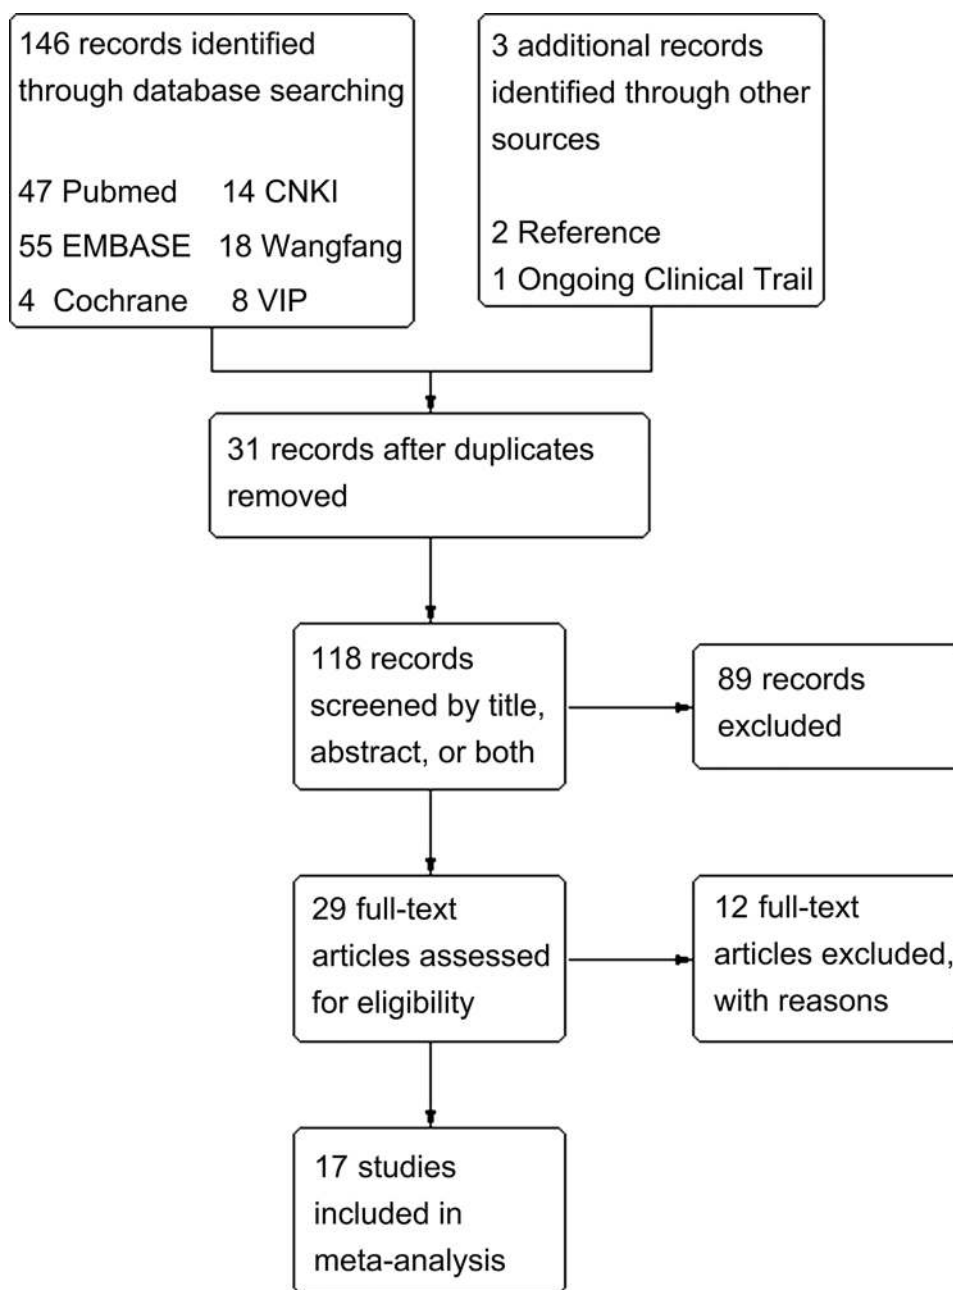 146 records identified
through database searching
47 Pubmed 14 CNKI
55 EMBASE 18 Wangfang
4 Cochrane 8 VIP
3 additional records
identified through other
sources
2 Reference
1 Ongoing Clinical Trail
31 records after duplicates
removed
118 records
screened by title,
abstract, or both
89 records
excluded
29 full-text
articles assessed
for eligibility
12 full-text
articles excluded,
with reasons
17 studies
included in
meta-analysis